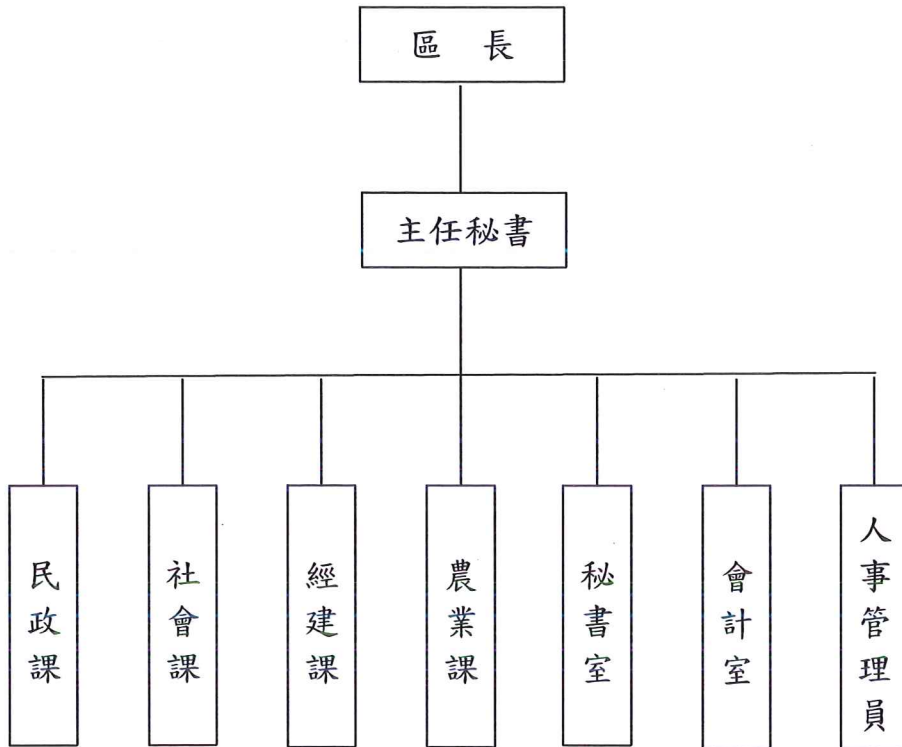 區長
主任秘書
民政課
社會課
經建課
農業課
秘書室
會計室
人事管理員